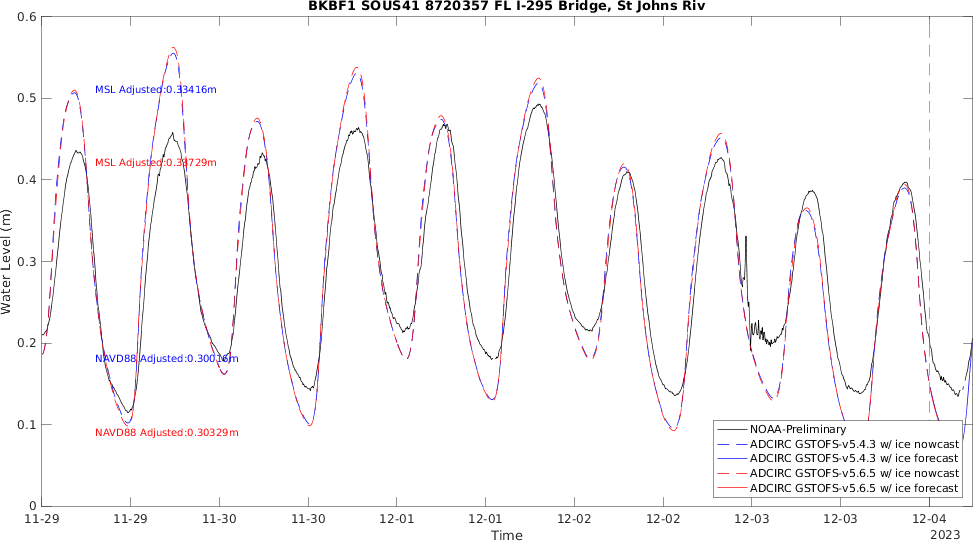 BKBF1 SOUS41 8720357 FL I-295 Bridge, St Johns Riv
0.6
0.5
0.4
0.3
0.2
0.1
0
Water Level (m)
MSL Adjusted:0.33416m
MSL Adjusted:0.33729m
NAVD88 Adjusted:0.30016m
NAVD88 Adjusted:0.30329m
NOAA-Preliminary
ADCIRC GSTOFS-v5.4.3 w/ ice nowcast
ADCIRC GSTOFS-v5.4.3 w/ ice forecast
ADCIRC GSTOFS-v5.6.5 w/ ice nowcast
ADCIRC GSTOFS-v5.6.5 w/ ice forecast
11-29 11-29 11-30 11-30 12-01 12-01 12-02 12-02 12-03 12-03 12-04
Time
2023